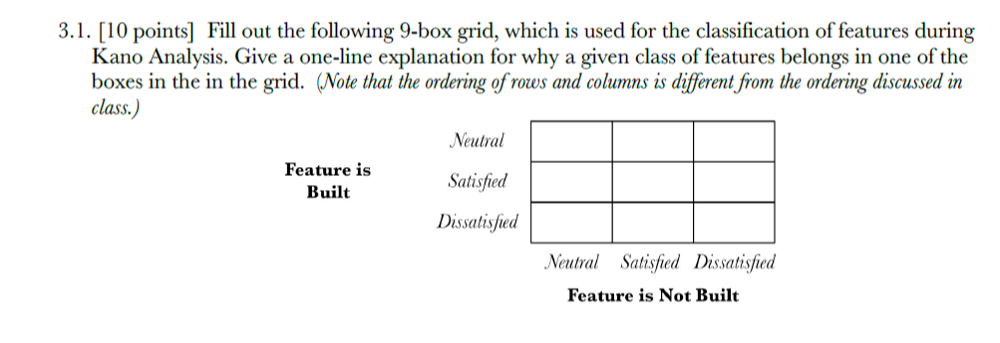 3.1. [10 points] Fill out the following 9-box grid, which is used for the classification of features during
Kano Analysis. Give a one-line explanation for why a given class of features belongs in one of the
boxes in the in the grid. (Note that the ordering of rows and columns is different from the ordering discussed in
class.)
Neutral
Feature is
Built
Satisfied
Dissatisfied
Neutral Satisfied Dissatisfied
Feature is Not Built